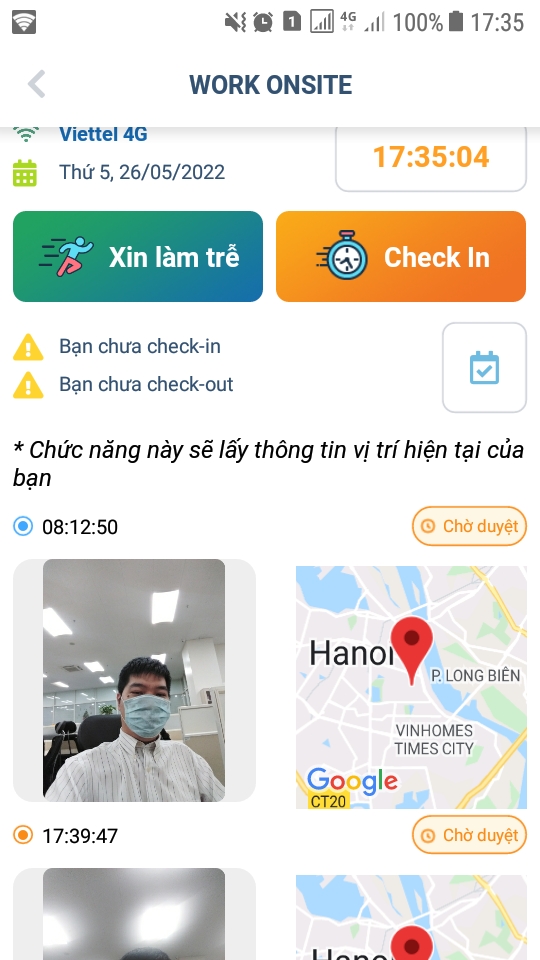 1
4G
100%
17:35
WORK ONSITE
Viettel 4G
Thứ 5, 26/05/2022
17:35:04
Xin làm trễ
Check In
Bạn chưa check-in
Bạn chưa check-out
* Chức năng này sẽ lấy thông tin vị trí hiện tại của
bạn
08:12:50
Chờ duyệt
Hanoi
P. LONG BIÊN
VINHOMES
TIMES CITY
Google
CT20
17:39:47
Chờ duyệt
Hano